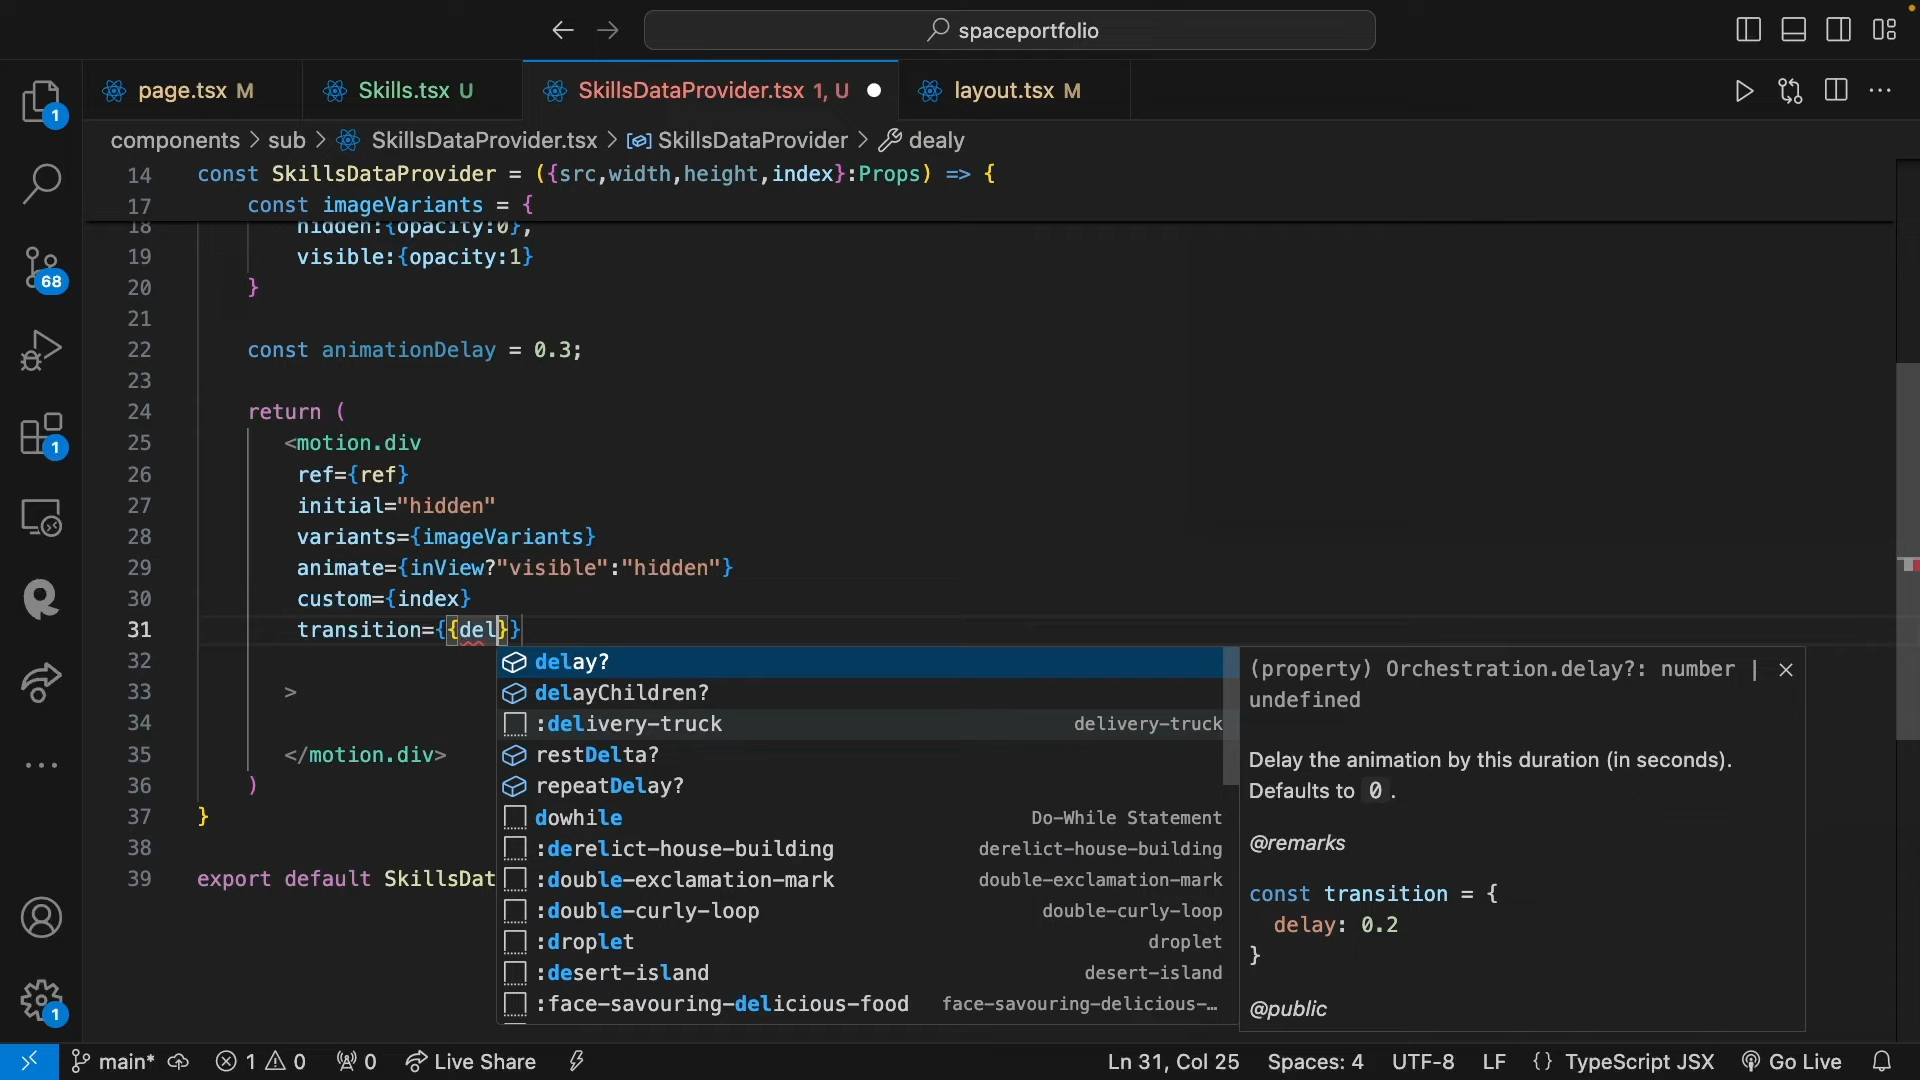 spaceportfolio
page.tsx M
Skills.tsx U
SkillsDataProvider.tsx 1, U
layout.tsx M
components > sub > SkillsDataProvider.tsx > SkillsDataProvider > dealy
14 const SkillsDataProvider = ({src,width,height,index}:Props) => {
17 const imageVariants = {
18 hidden:{opacity:0},
19 visible:{opacity:1}
20 }
21
22 const animationDelay = 0.3;
23
24 return (
25 <motion.div
26 ref={ref}
27 initial="hidden"
28 variants={imageVariants}
29 animate={inView?"visible":"hidden"}
30 custom={index}
31 transition={{del}}
32
33 >
34
35 </motion.div>
36 )
37 }
38
39 export default SkillsDat
delay?
delayChildren?
:delivery-truck delivery-truck
restDelta?
repeatDelay?
dowhile Do-While Statement
:derelict-house-building derelict-house-building
:double-exclamation-mark double-exclamation-mark
:double-curly-loop double-curly-loop
:droplet droplet
:desert-island desert-island
:face-savouring-delicious-food face-savouring-delicious-…
(property) Orchestration.delay?: number |
undefined
Delay the animation by this duration (in seconds).
Defaults to 0 .
@remarks
const transition = {
delay: 0.2
}
@public
1
68
1
1
main* 1 0 0 Live Share Ln 31, Col 25 Spaces: 4 UTF-8 LF {} TypeScript JSX Go Live